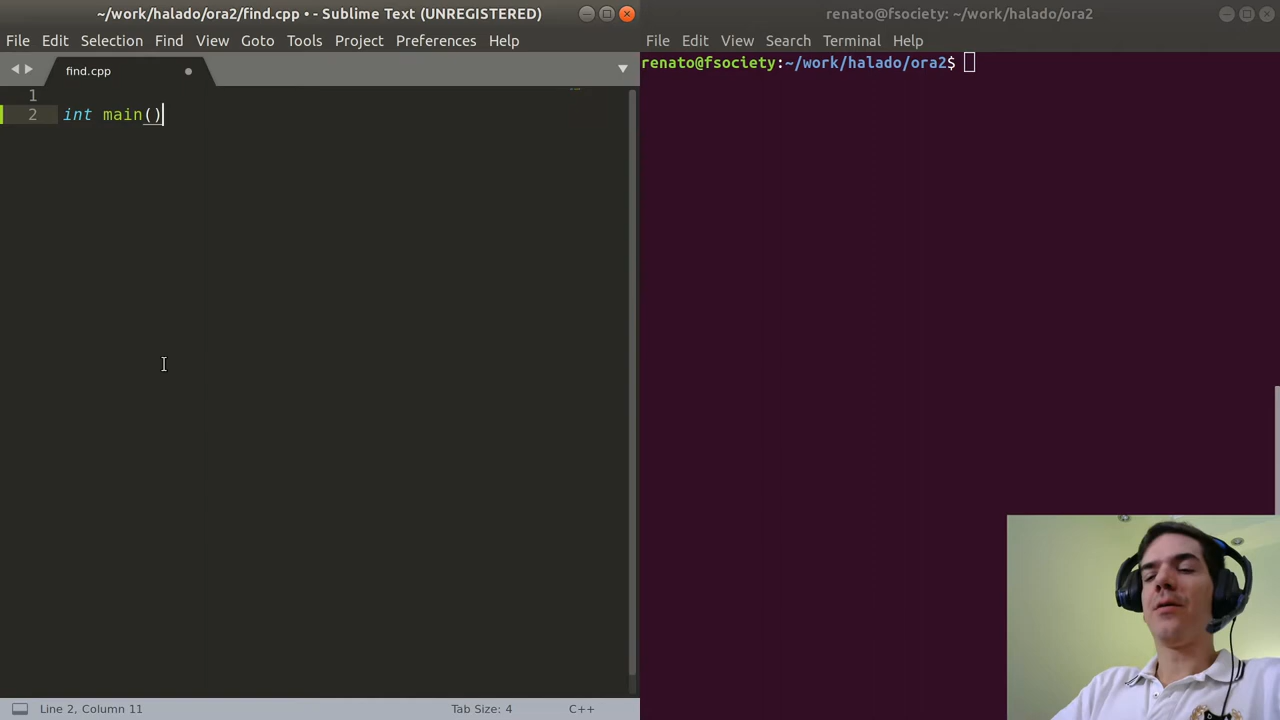 ~/work/halado/ora2/find.cpp • - Sublime Text (UNREGISTERED)
File Edit Selection Find View Goto Tools Project Preferences Help
find.cpp
1
2 int main()
Line 2, Column 11 Tab Size: 4 C++
renato@fsociety: ~/work/halado/ora2
File Edit View Search Terminal Help
renato@fsociety:~/work/halado/ora2$